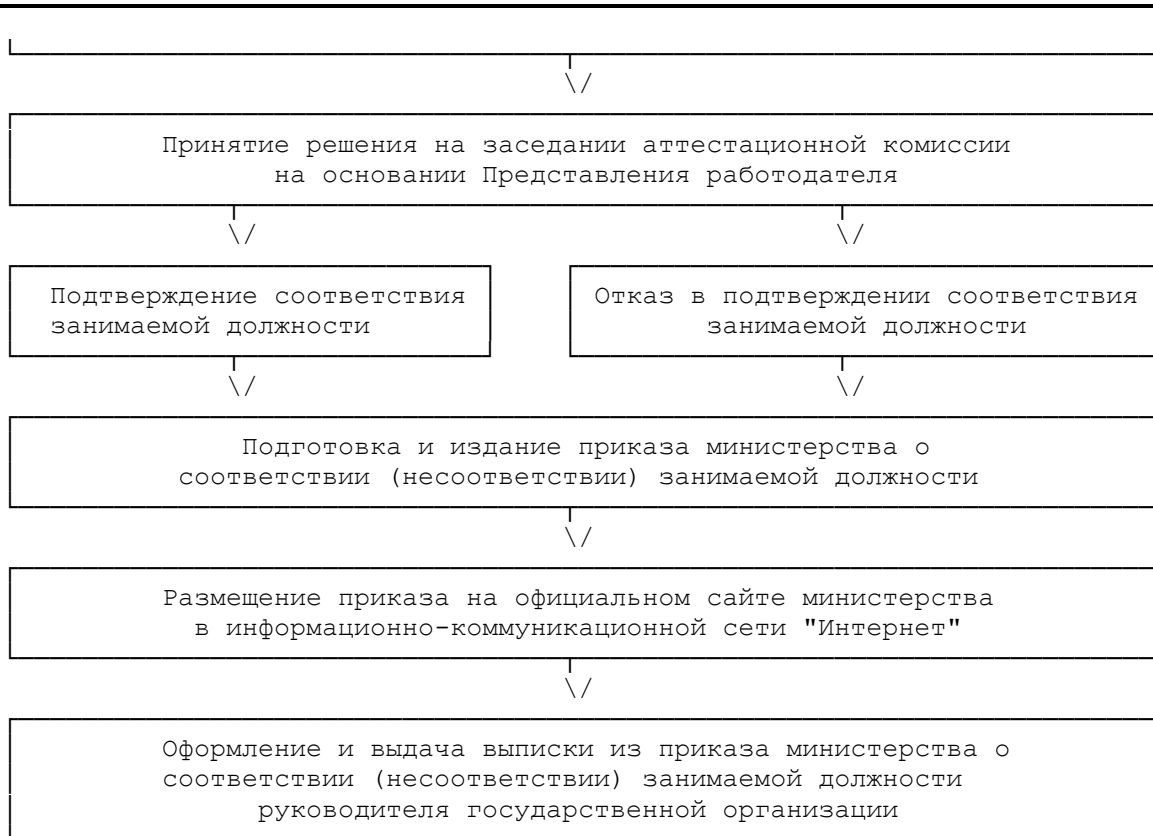 Принятие решения на заседании аттестационной комиссии
на основании Представления работодателя
Подтверждение соответствия
занимаемой должности
Отказ в подтверждении соответствия
занимаемой должности
Подготовка и издание приказа министерства о
соответствии (несоответствии) занимаемой должности
Размещение приказа на официальном сайте министерства
в информационно-коммуникационной сети "Интернет"
Оформление и выдача выписки из приказа министерства о
соответствии (несоответствии) занимаемой должности
руководителя государственной организации